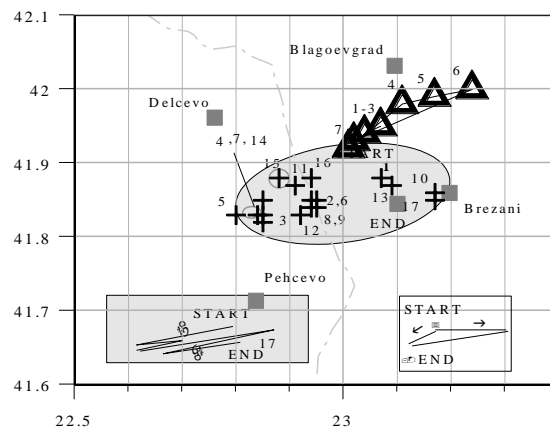 42.1
Blagoevgrad
6
5
42
4
Delcevo
1-3
4,7,14
7
START
41.9
15
11
16
1
10
5
2,6
13
17
Brezani
3
8,9
END
41.8
12
Pehcevo
41.7
START
START
17
END
END
41.6
22.5
23